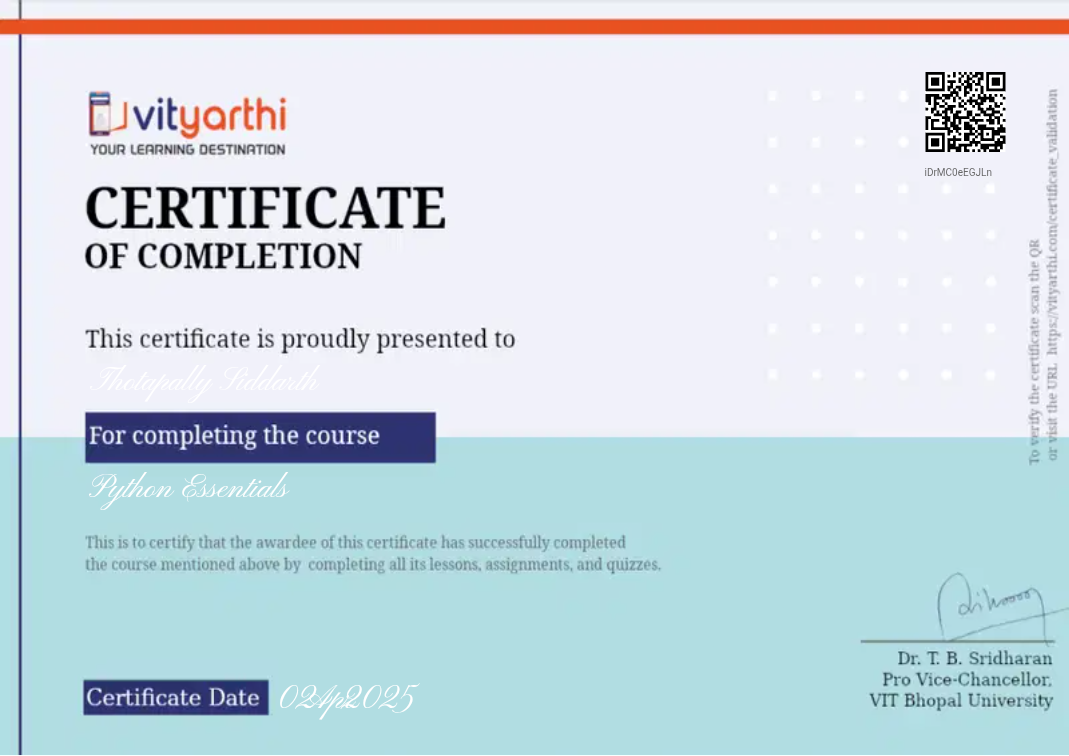 vityarthi
YOUR LEARNING DESTINATION
iDrMC0eEGJLn
CERTIFICATE
OF COMPLETION
This certificate is proudly presented to
Thotapally Siddarth
For completing the course
Python Essentials
This is to certify that the awardee of this certificate has successfully completed
the course mentioned above by completing all its lessons, assignments, and quizzes.
Certificate Date 02Apr2025
Dr. T. B. Sridharan
Pro Vice-Chancellor,
VIT Bhopal University
To verify the certificate scan the QR
or visit the URL https://vityarthi.com/certificate_validation